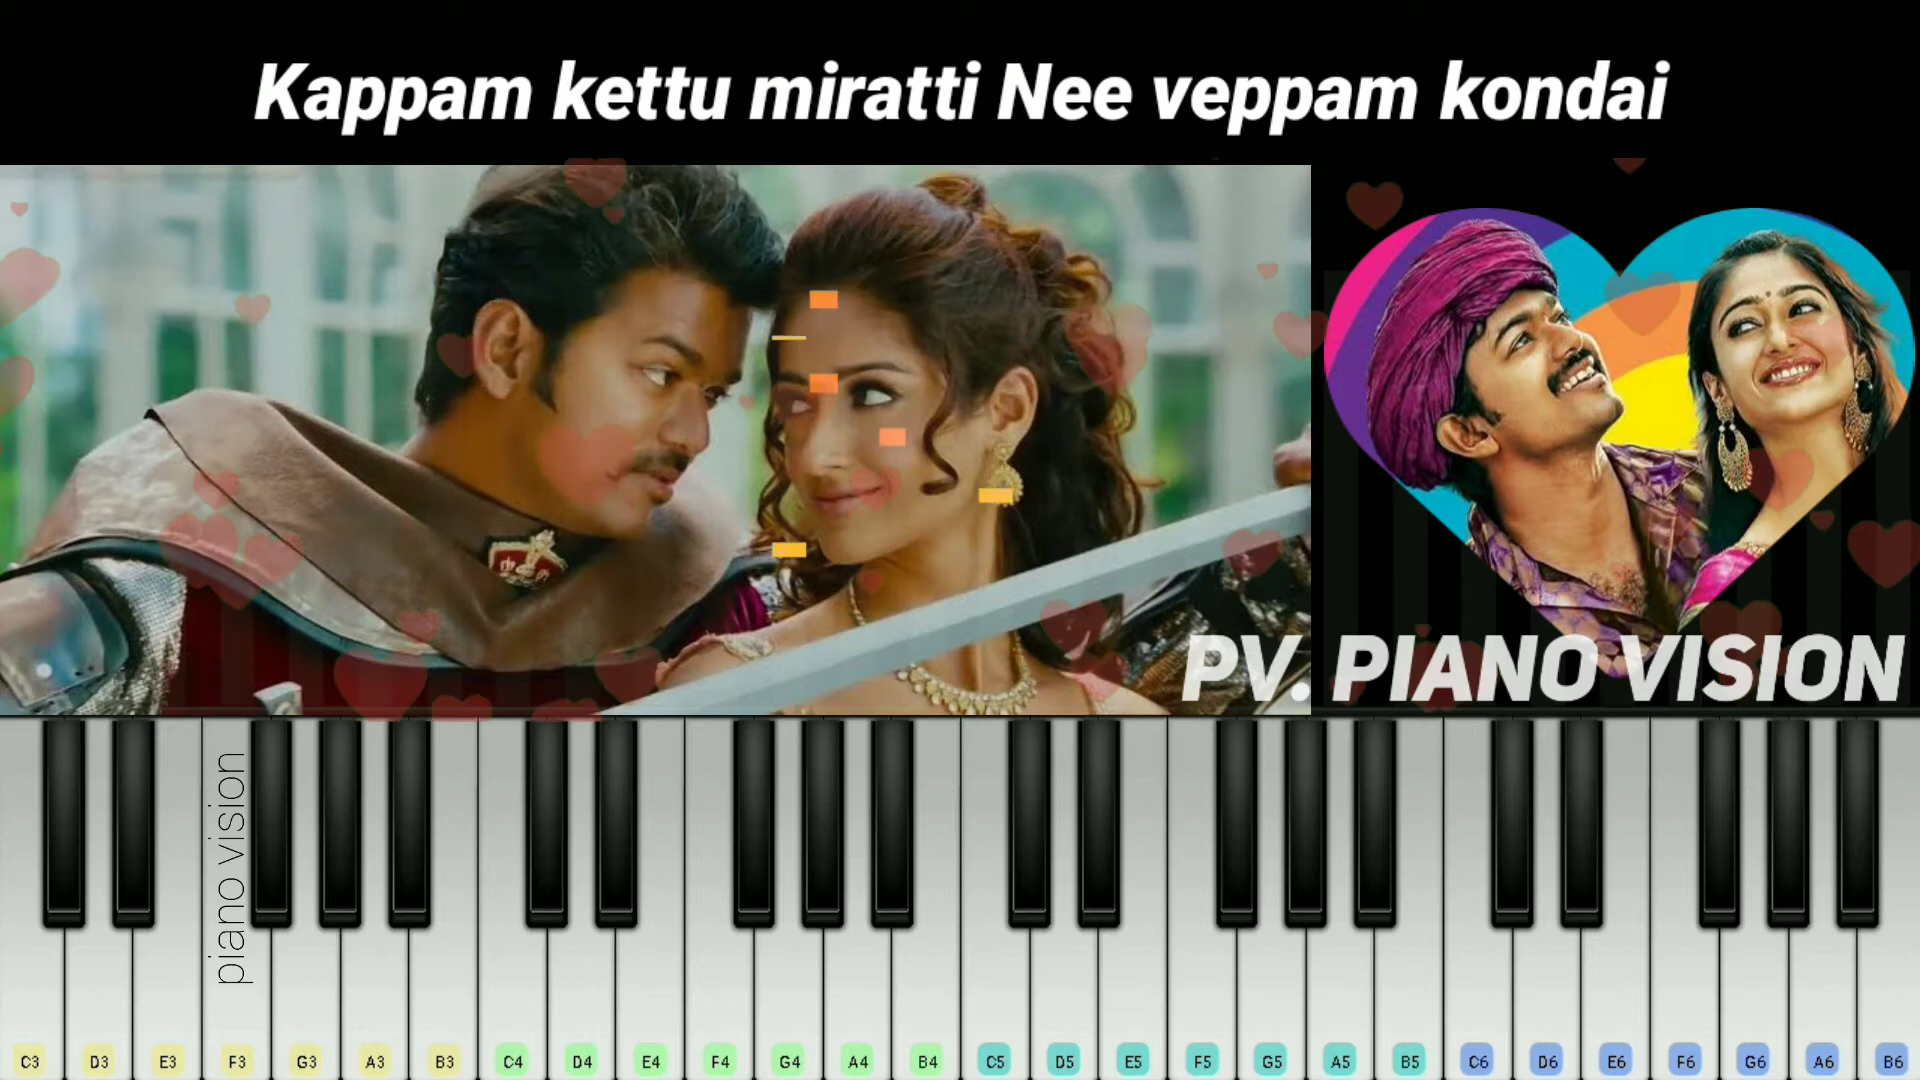 Kappam kettu miratti Nee veppam kondai
PV. PIANO VISION
piano vision
C3 D3 E3 F3 G3 A3 B3 C4 D4 E4 F4 G4 A4 B4 C5 D5 E5 F5 G5 A5 B5 C6 D6 E6 F6 G6 A6 B6